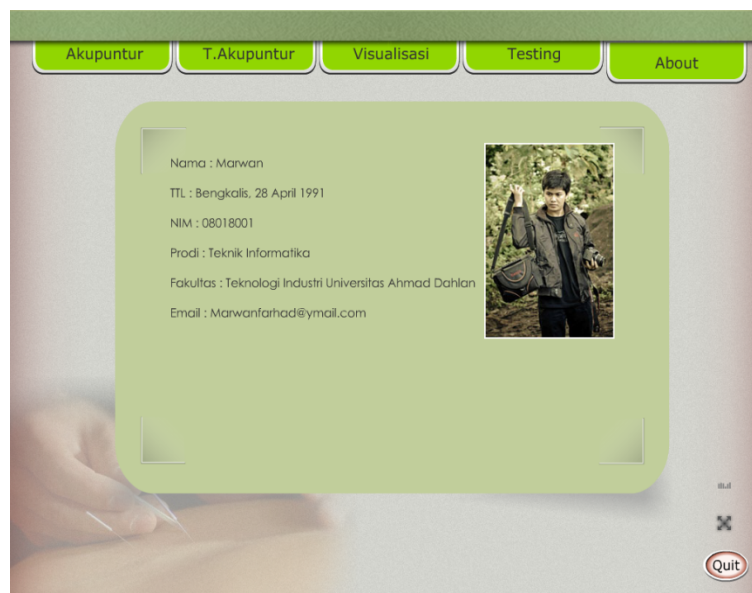 Akupuntur
T.Akupuntur
Visualisasi
Testing
About
Nama : Marwan
TTL : Bengkalis, 28 April 1991
NIM : 08018001
Prodi : Teknik Informatika
Fakultas : Teknologi Industri Universitas Ahmad Dahlan
Email : Marwanfarhad@ymail.com
Quit